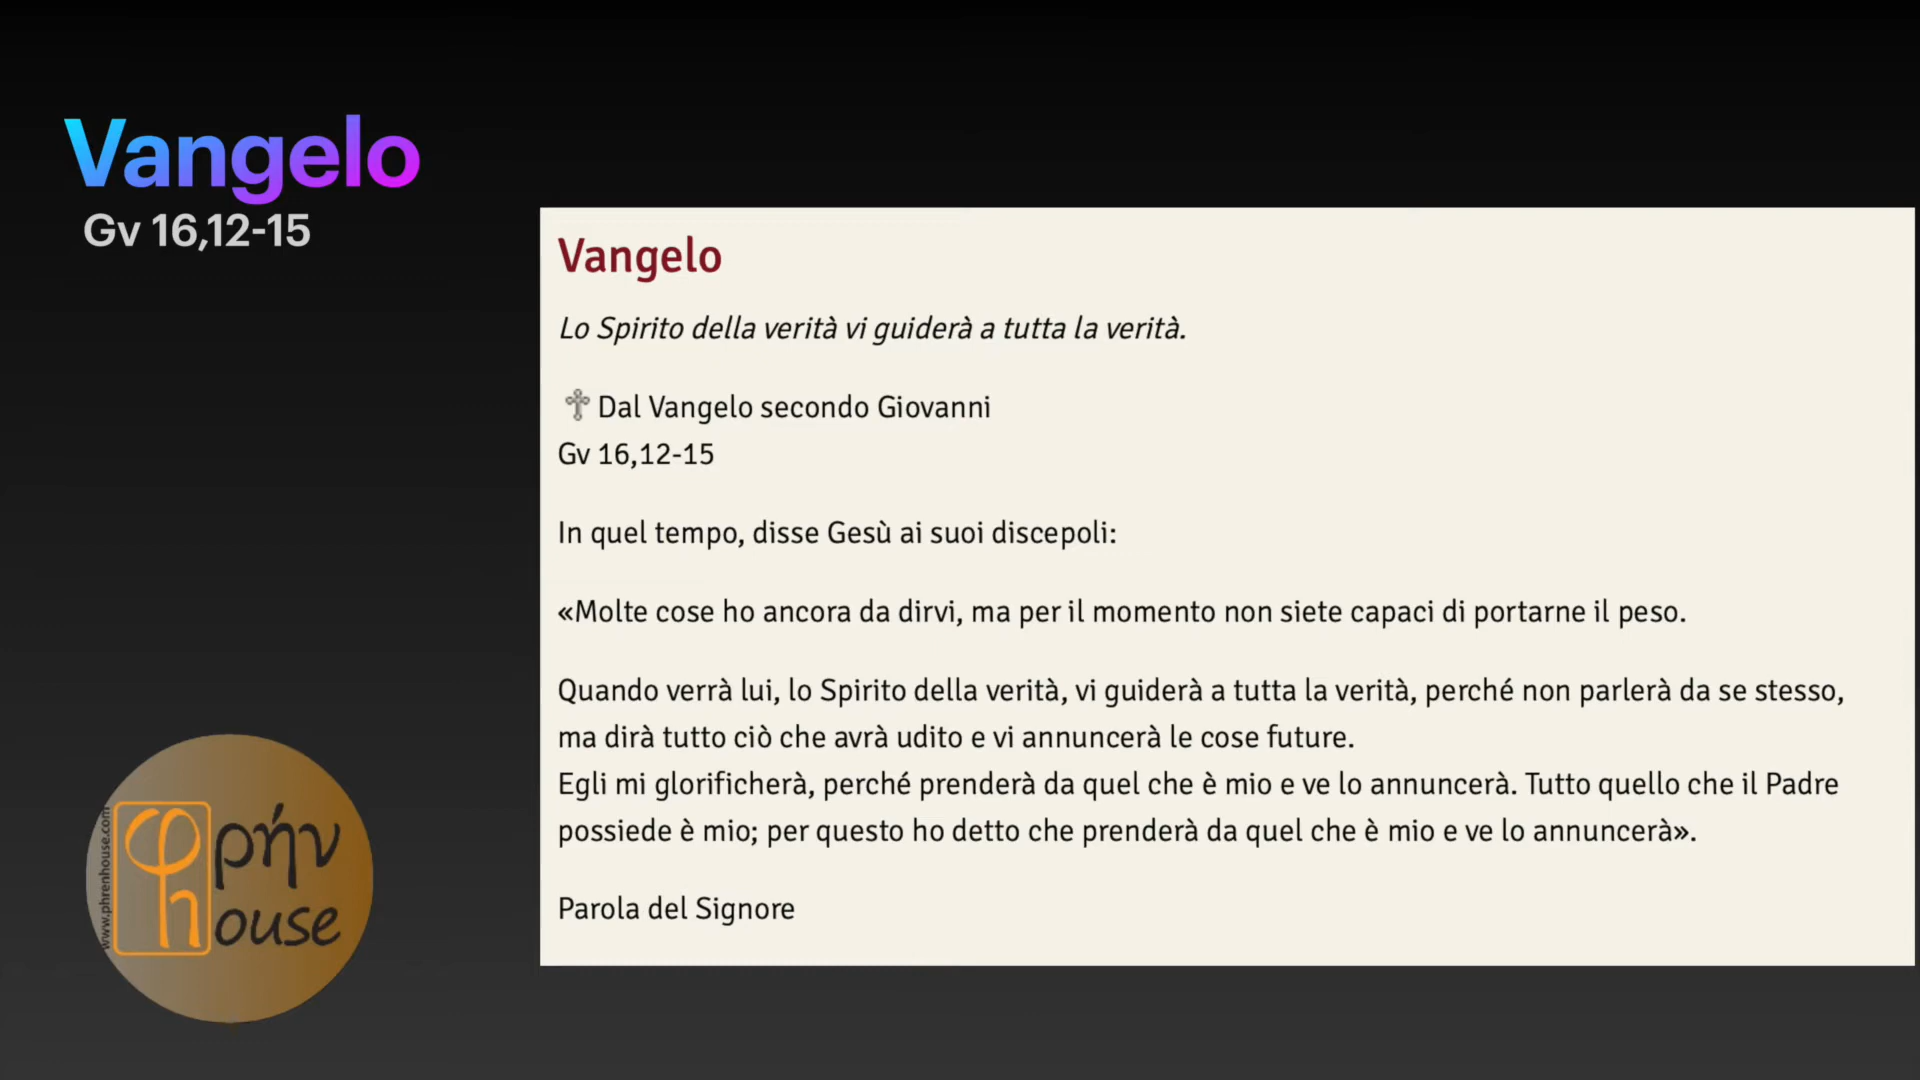 Vangelo
Gv 16,12-15
Vangelo
Lo Spirito della verità vi guiderà a tutta la verità.
Dal Vangelo secondo Giovanni
Gv 16,12-15
In quel tempo, disse Gesù ai suoi discepoli:
«Molte cose ho ancora da dirvi, ma per il momento non siete capaci di portarne il peso.
Quando verrà lui, lo Spirito della verità, vi guiderà a tutta la verità, perché non parlerà da se stesso,
ma dirà tutto ciò che avrà udito e vi annuncerà le cose future.
Egli mi glorificherà, perché prenderà da quel che è mio e ve lo annuncerà. Tutto quello che il Padre
possiede è mio; per questo ho detto che prenderà da quel che è mio e ve lo annuncerà».
Parola del Signore
www.phrenhouse.com
φρήν
house